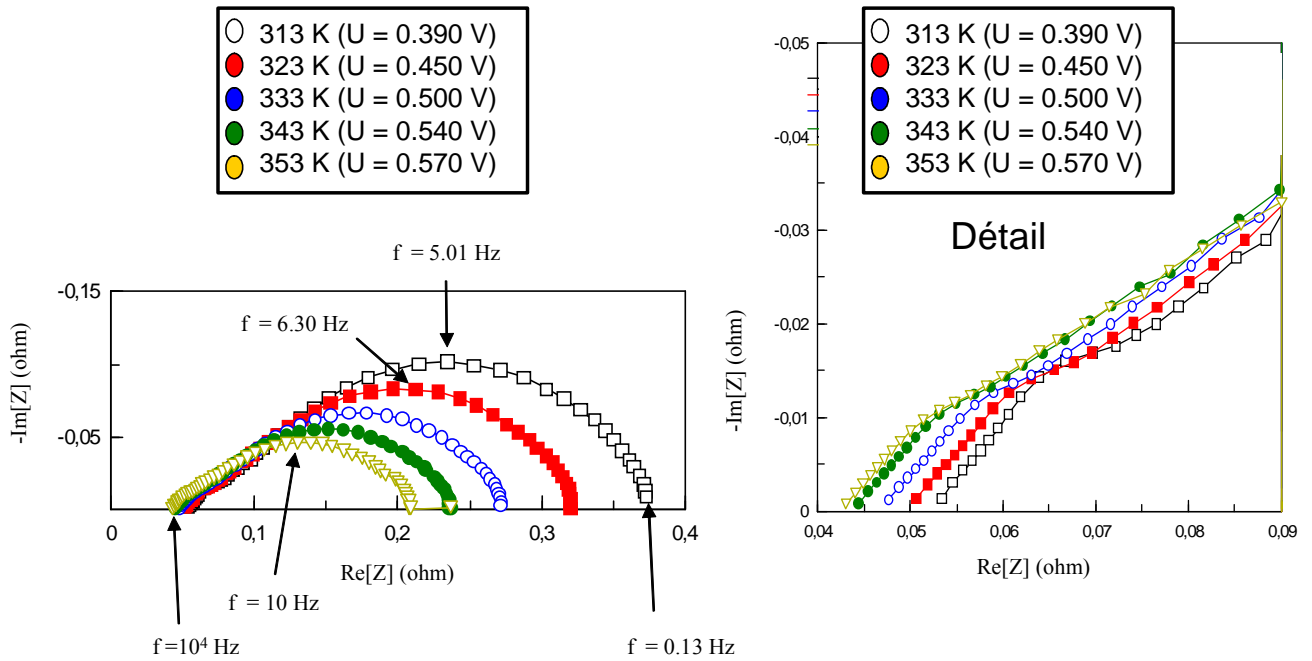 313 K (U = 0.390 V)
323 K (U = 0.450 V)
333 K (U = 0.500 V)
343 K (U = 0.540 V)
353 K (U = 0.570 V)
f = 5.01 Hz
-0,15
f = 6.30 Hz
-0,05
-Im[Z] (ohm)
0
0,1
0,2
0,3
0,4
Re[Z] (ohm)
f = 10 Hz
f =10⁴ Hz
f = 0.13 Hz
313 K (U = 0.390 V)
323 K (U = 0.450 V)
333 K (U = 0.500 V)
343 K (U = 0.540 V)
353 K (U = 0.570 V)
Détail
-0,05
-0,04
-0,03
-0,02
-0,01
0
-Im[Z] (ohm)
0,04
0,05
0,06
0,07
0,08
0,09
Re[Z] (ohm)